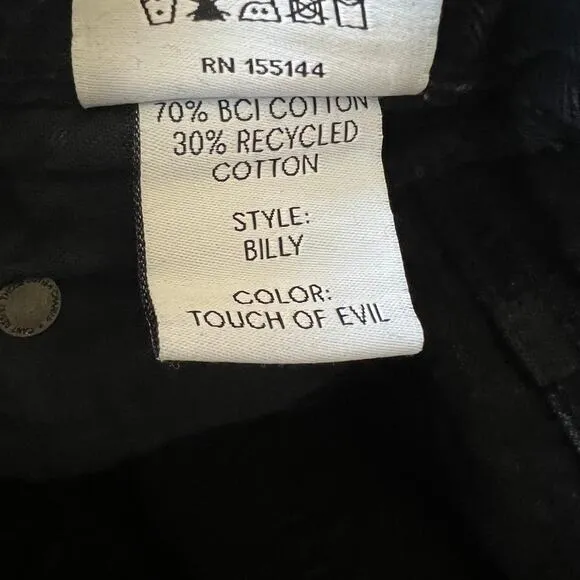 RN 155144
70% BCI COTTON
30% RECYCLED
COTTON
STYLE:
BILLY
COLOR:
TOUCH OF EVIL